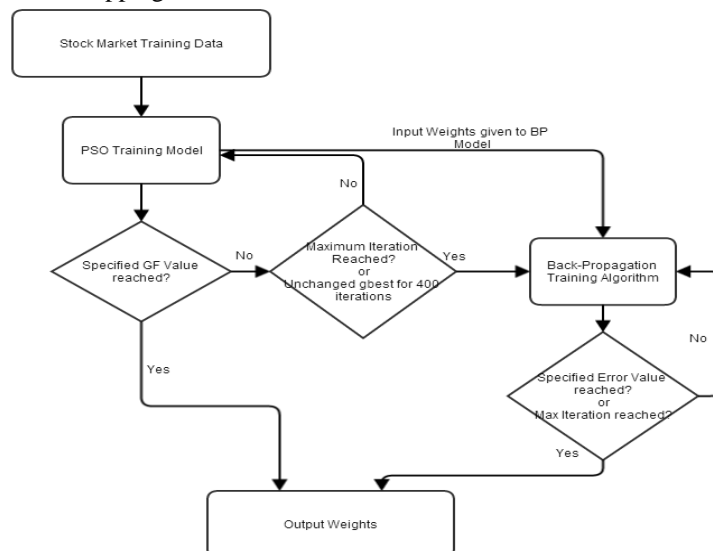 Stock Market Training Data
PSO Training Model
Input Weights given to BP
Model
No
Specified GF Value
reached?
No
Maximum Iteration
Reached?
or
Unchanged gbest for 400
iterations
Yes
Back-Propagation
Training Algorithm
No
Yes
Specified Error Value
reached?
or
Max Iteration reached?
Yes
Output Weights